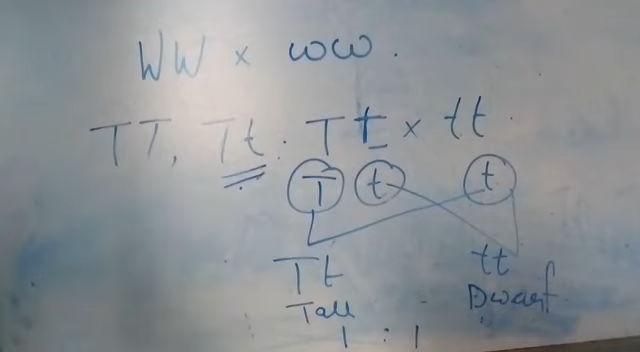 WW × ww.
TT, Tt : Tt × tt.
T t t
Tt tt
Tall Dwarf
1 : 1